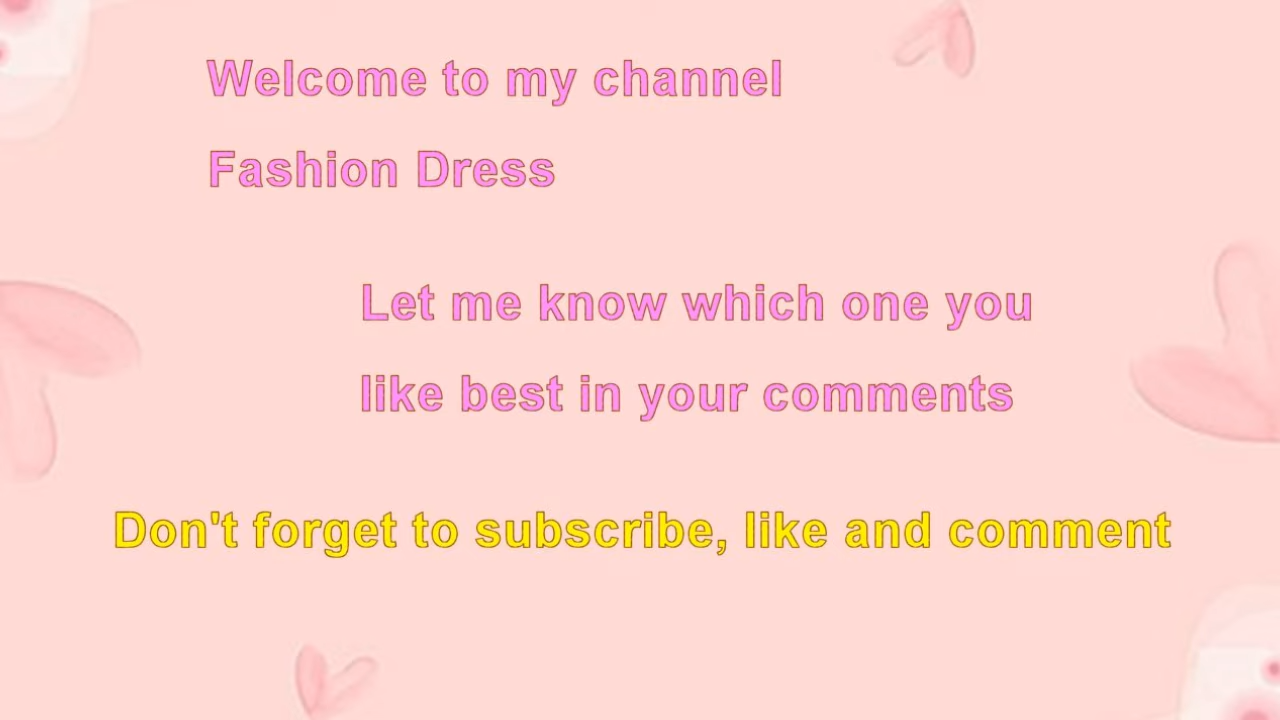 Welcome to my channel
Fashion Dress
Let me know which one you
like best in your comments
Don't forget to subscribe, like and comment